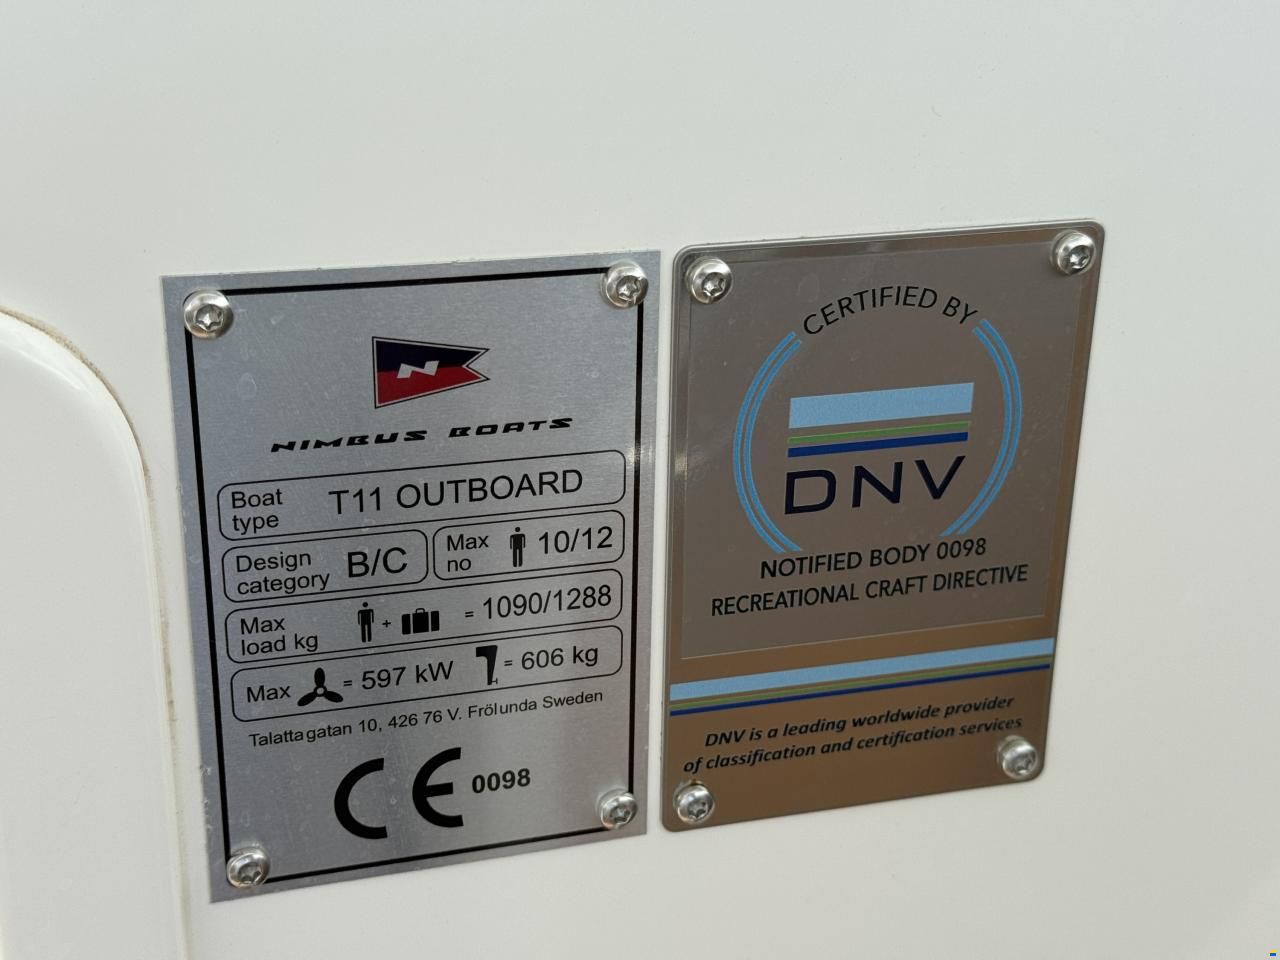 N
NIMBUS BOATS
Boat type T11 OUTBOARD
Design category B/C Max no 10/12
Max load kg + = 1090/1288
Max = 597 kW = 606 kg
Talattagatan 10, 426 76 V. Frölunda Sweden
CE 0098
CERTIFIED BY
DNV
NOTIFIED BODY 0098
RECREATIONAL CRAFT DIRECTIVE
DNV is a leading worldwide provider
of classification and certification services